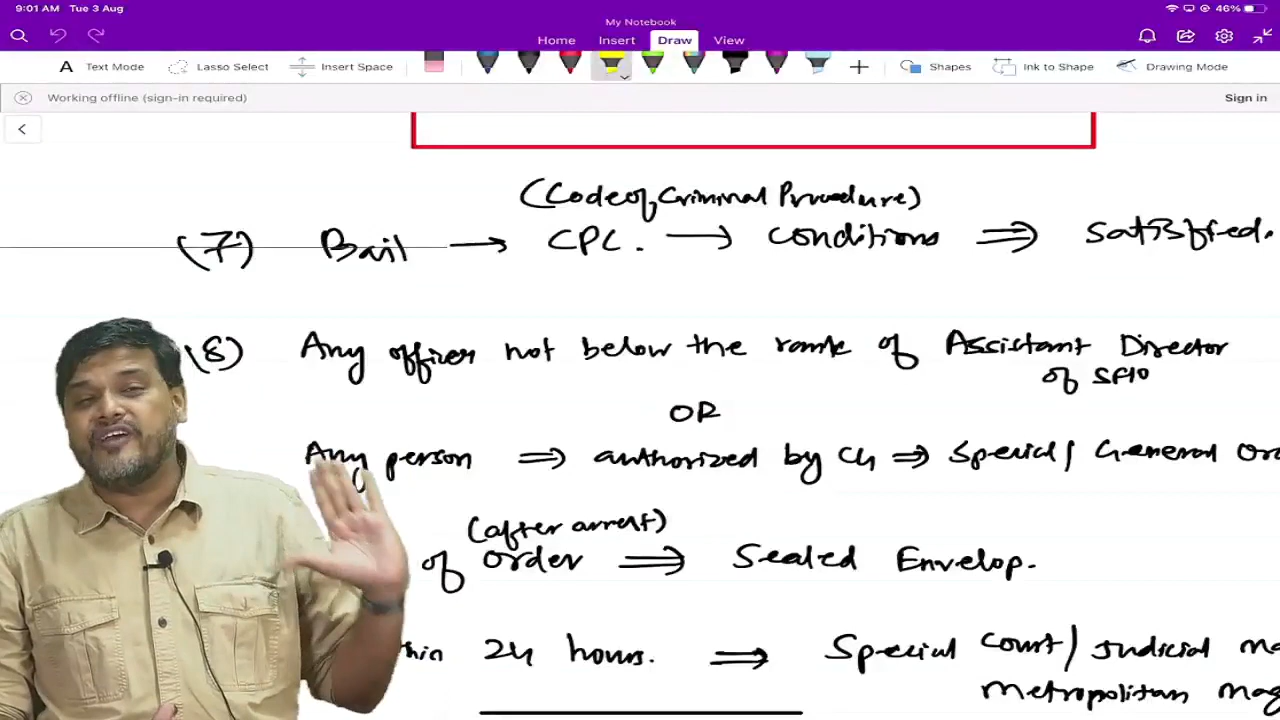 9:01 AM Tue 3 Aug
46%
My Notebook
Home Insert Draw View
Text Mode Lasso Select Insert Space Shapes Ink to Shape Drawing Mode
Working offline (sign-in required) Sign in
(Code of Criminal Procedure)
(7) Bail → CPC. → conditions ⇒ satisfied.
(8) Any officer not below the rank of Assistant Director
of SFIO
OR
Any person ⇒ authorized by CG ⇒ Special/ General
(after arrest)
of order ⇒ Sealed Envelop.
24 hours. ⇒ Special Court/ Judicial
Metropolitan